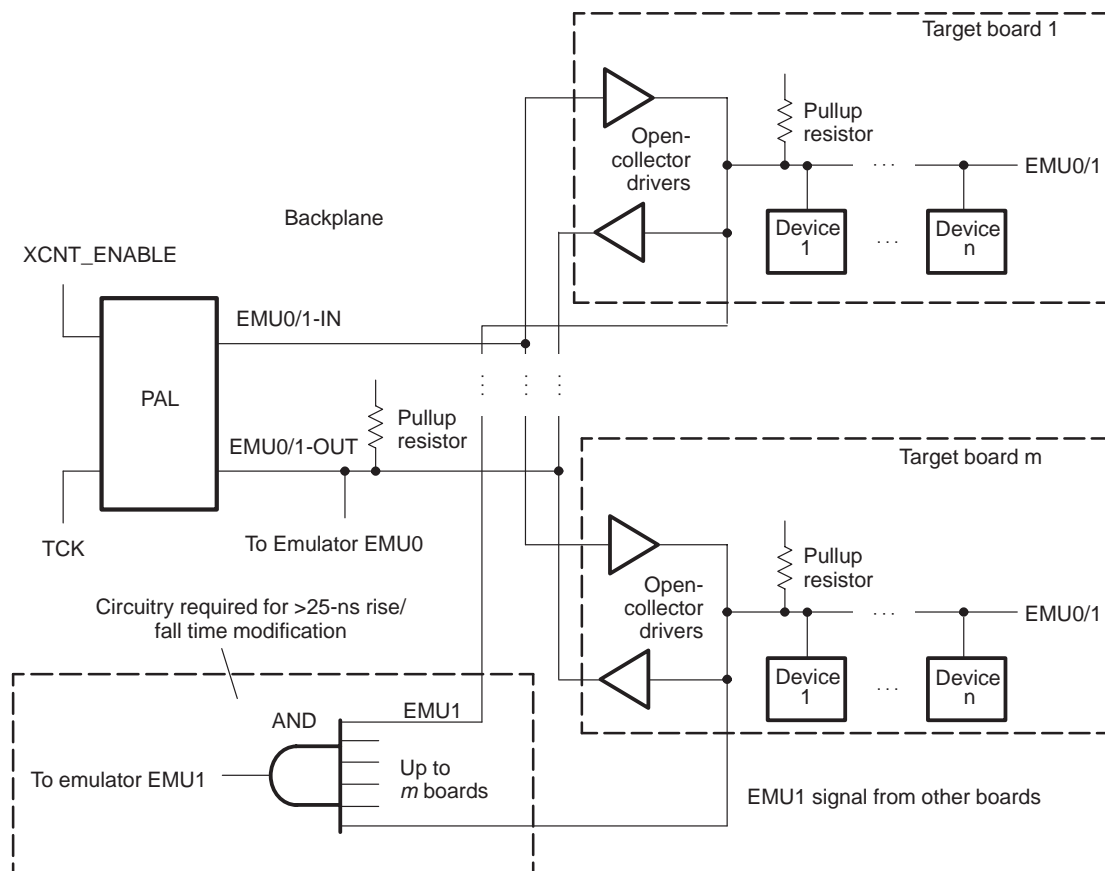 Target board 1
Pullup
resistor
Open-
collector
drivers
EMU0/1
Device
1
. . .
Device
n
. . .
Backplane
XCNT_ENABLE
EMU0/1-IN
PAL
Pullup
resistor
EMU0/1-OUT
TCK
To Emulator EMU0
Target board m
Pullup
resistor
Open-
collector
drivers
EMU0/1
Device
1
. . .
Device
n
. . .
Circuitry required for >25-ns rise/
fall time modification
AND
EMU1
To emulator EMU1
Up to
m boards
EMU1 signal from other boards